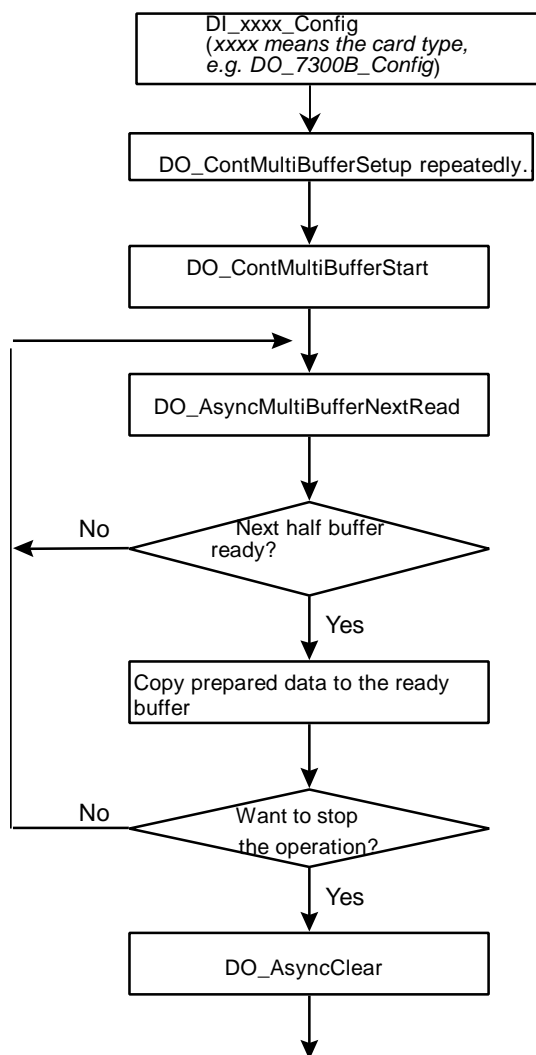 DI_xxxx_Config
(xxxx means the card type,
e.g. DO_7300B_Config)
DO_ContMultiBufferSetup repeatedly..
DO_ContMultiBufferStart
DO_AsyncMultiBufferNextRead
No
Next half buffer
ready?
Yes
Copy prepared data to the ready
buffer
No
Want to stop
the operation?
Yes
DO_AsyncClear